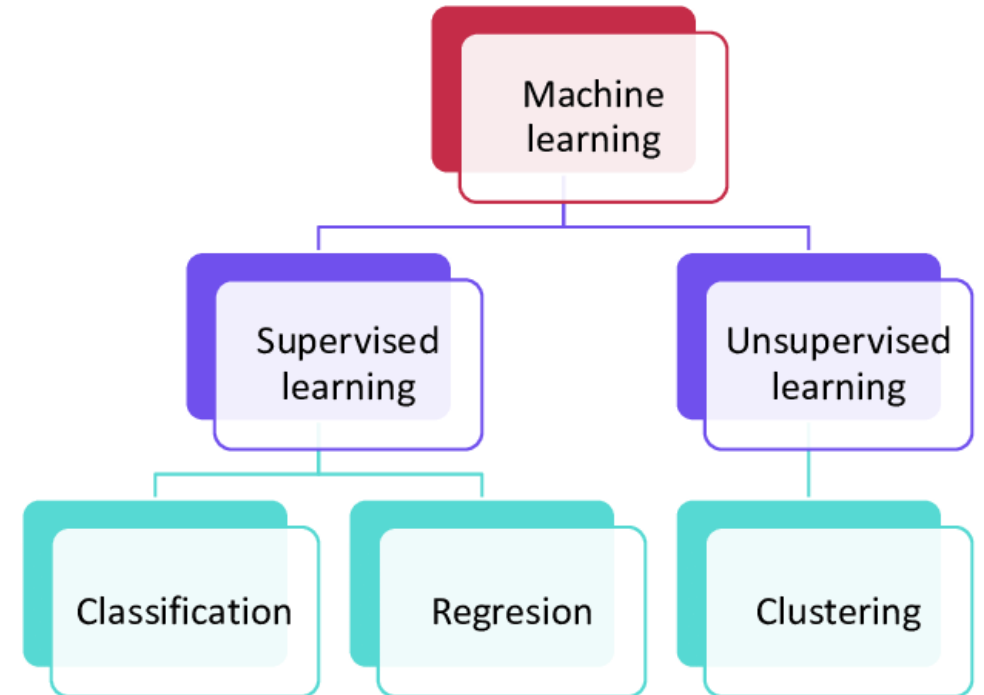 Machine
learning
Supervised
learning
Unsupervised
learning
Classification
Regresion
Clustering